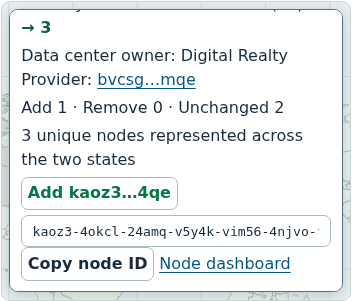 → 3
Data center owner: Digital Realty
Provider: bvcsg...mqe
Add 1 · Remove 0 · Unchanged 2
3 unique nodes represented across
the two states
Add kaoz3...4qe
kaoz3-4okcl-24amq-v5y4k-vim56-4njvo-
Copy node ID Node dashboard